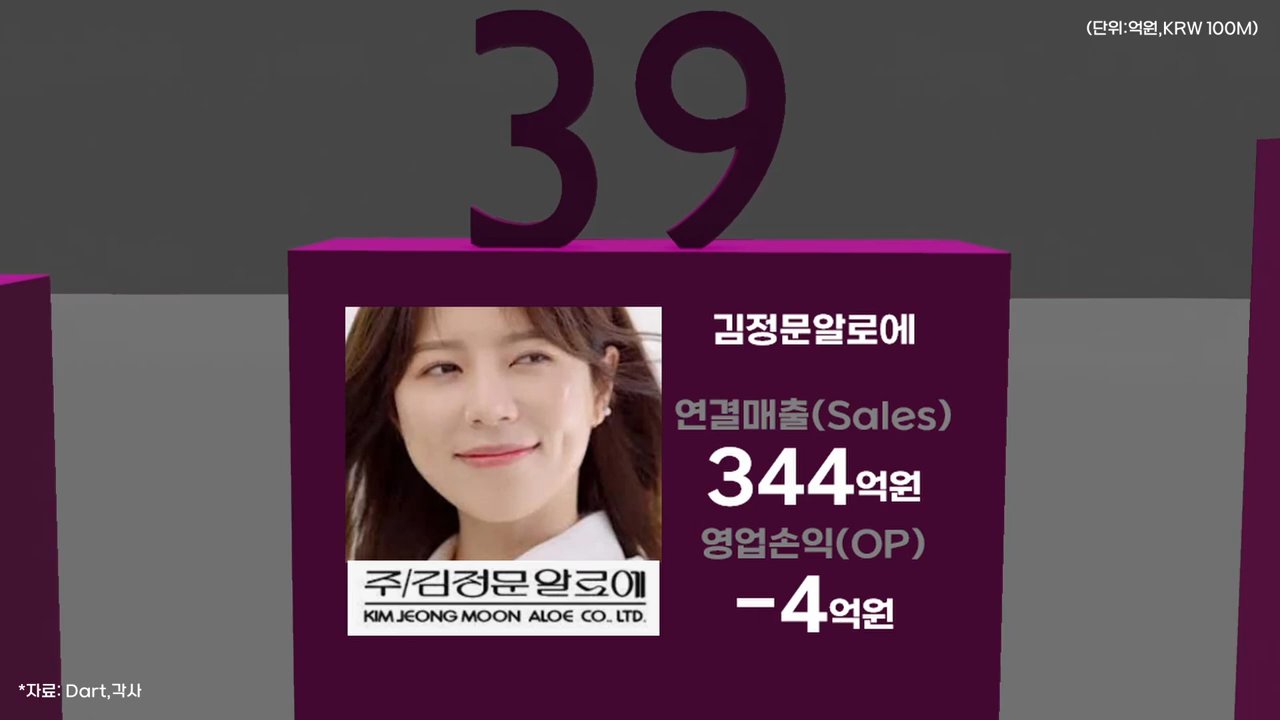 39
(단위:억원,KRW 100M)
김정문알로에
연결매출(Sales)
344억원
영업손익(OP)
-4억원
주/김정문알로에
KIM JEONG MOON ALOE CO., LTD.
*자료: Dart,각사